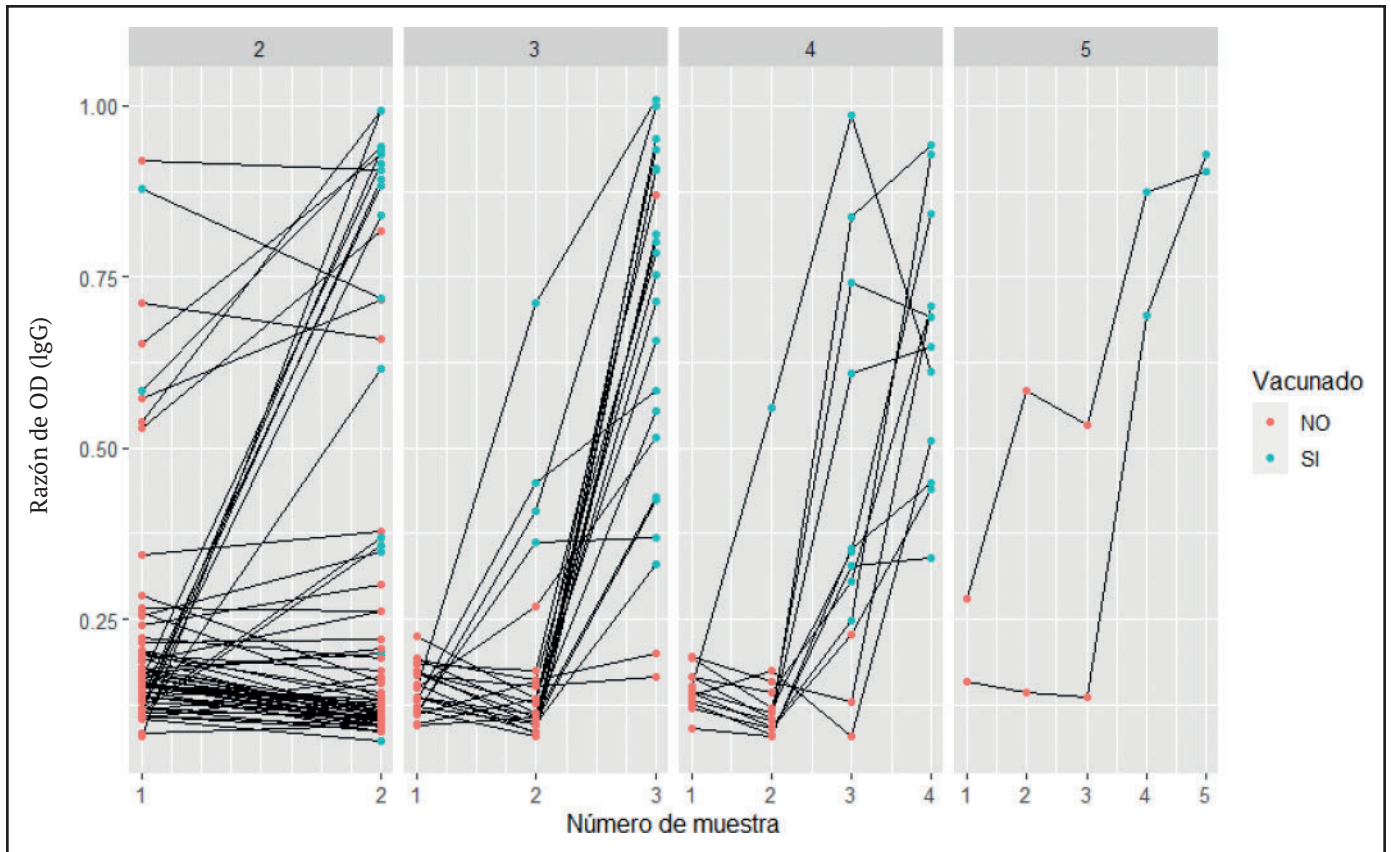 2 3 4 5
1.00
0.75
0.50
0.25
Razón de OD (IgG)
1 2 1 2 3 1 2 3 4 1 2 3 4 5
Número de muestra
Vacunado
NO
SI